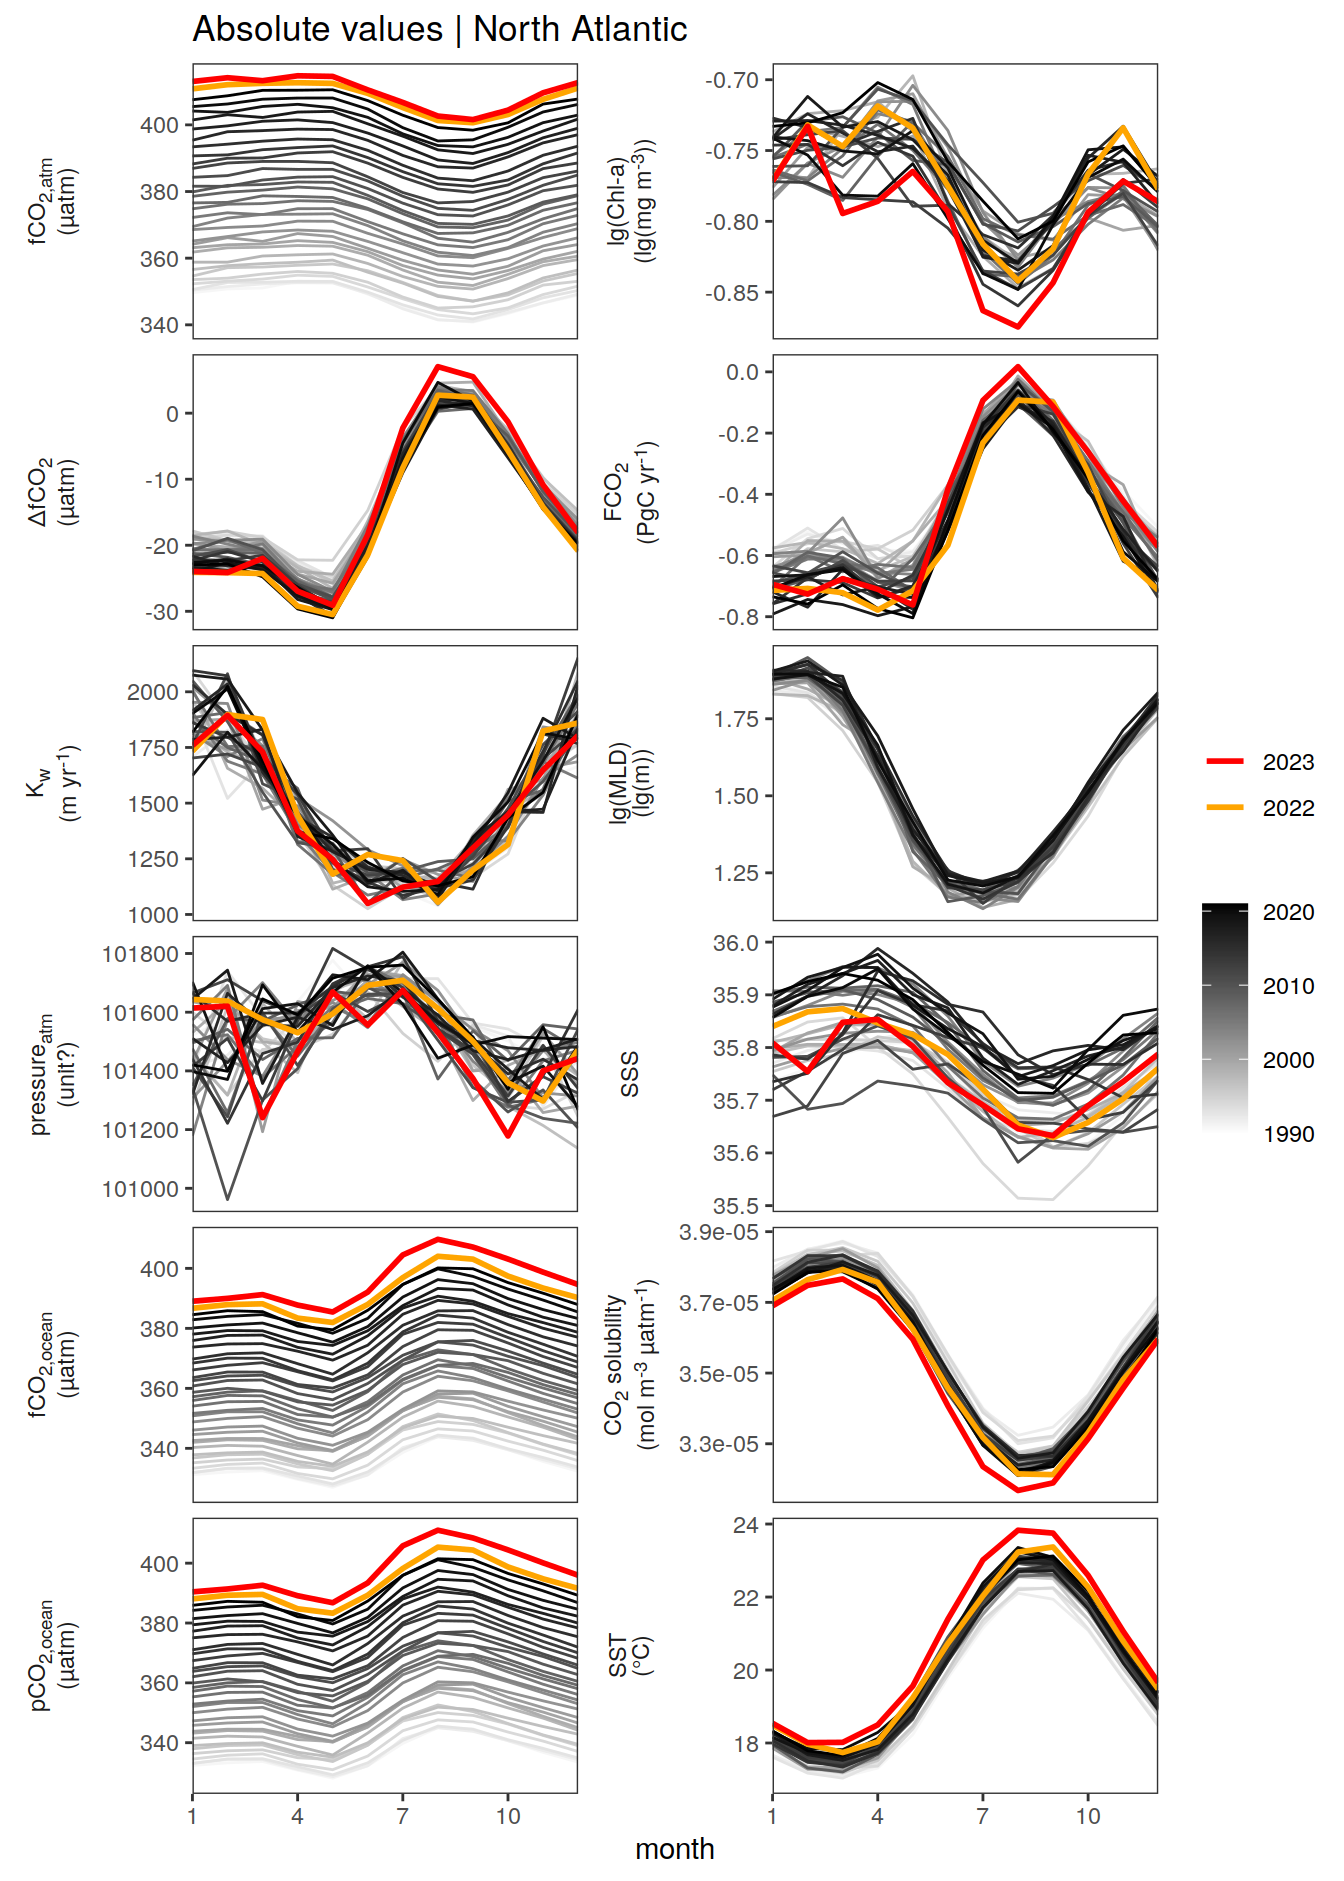 Absolute values | North Atlantic
fCO2,atm
(µatm)
400
380
360
340
lg(Chl-a)
(lg(mg m-3))
-0.70
-0.75
-0.80
-0.85
ΔfCO2
(µatm)
0
-10
-20
-30
FCO2
(PgC yr-1)
0.0
-0.2
-0.4
-0.6
-0.8
Kw
(m yr-1)
2000
1750
1500
1250
1000
lg(MLD)
(lg(m))
1.75
1.50
1.25
pressureatm
(unit?)
101800
101600
101400
101200
101000
SSS
36.0
35.9
35.8
35.7
35.6
35.5
fCO2,ocean
(µatm)
400
380
360
340
CO2 solubility
(mol m-3 µatm-1)
3.9e-05
3.7e-05
3.5e-05
3.3e-05
pCO2,ocean
(µatm)
400
380
360
340
SST
(°C)
24
22
20
18
1 4 7 10
1 4 7 10
month
2023
2022
2020
2010
2000
1990